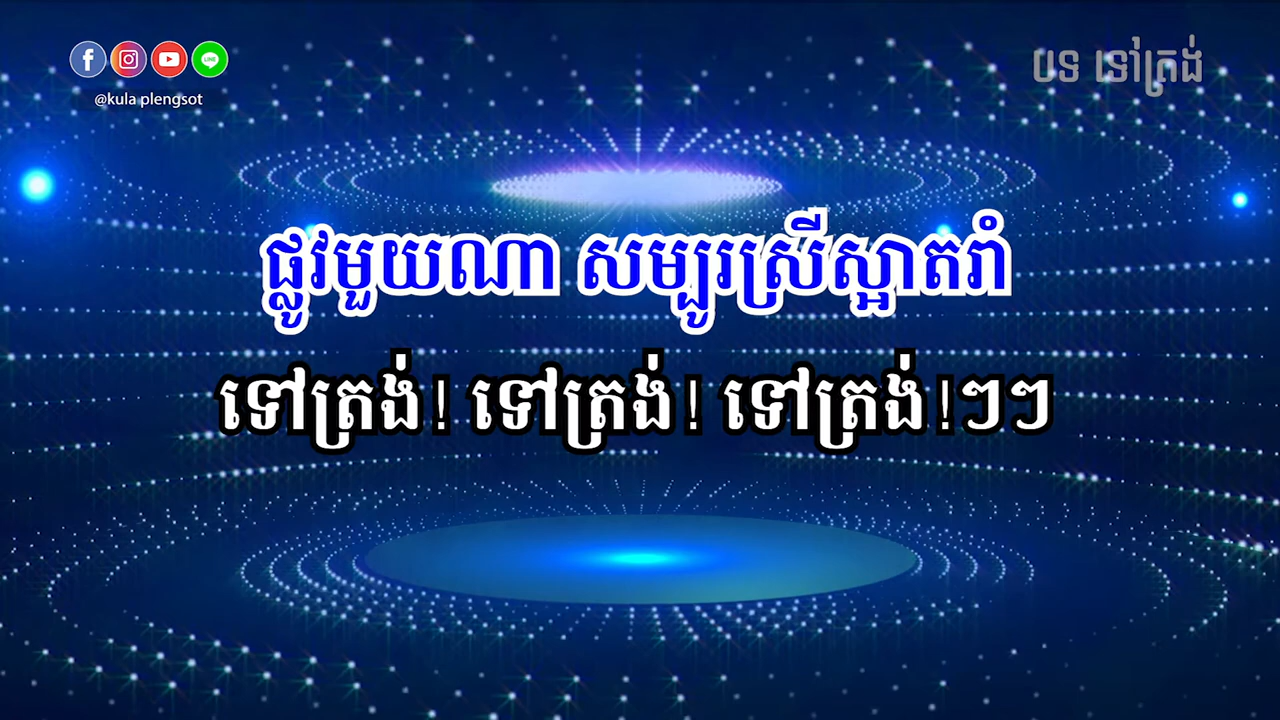 @kula plengsot
បទ ទៅត្រង់
ផ្លូវមួយណា សម្បូរស្រីស្អាតរាំ
ទៅត្រង់! ទៅត្រង់! ទៅត្រង់!ៗៗ